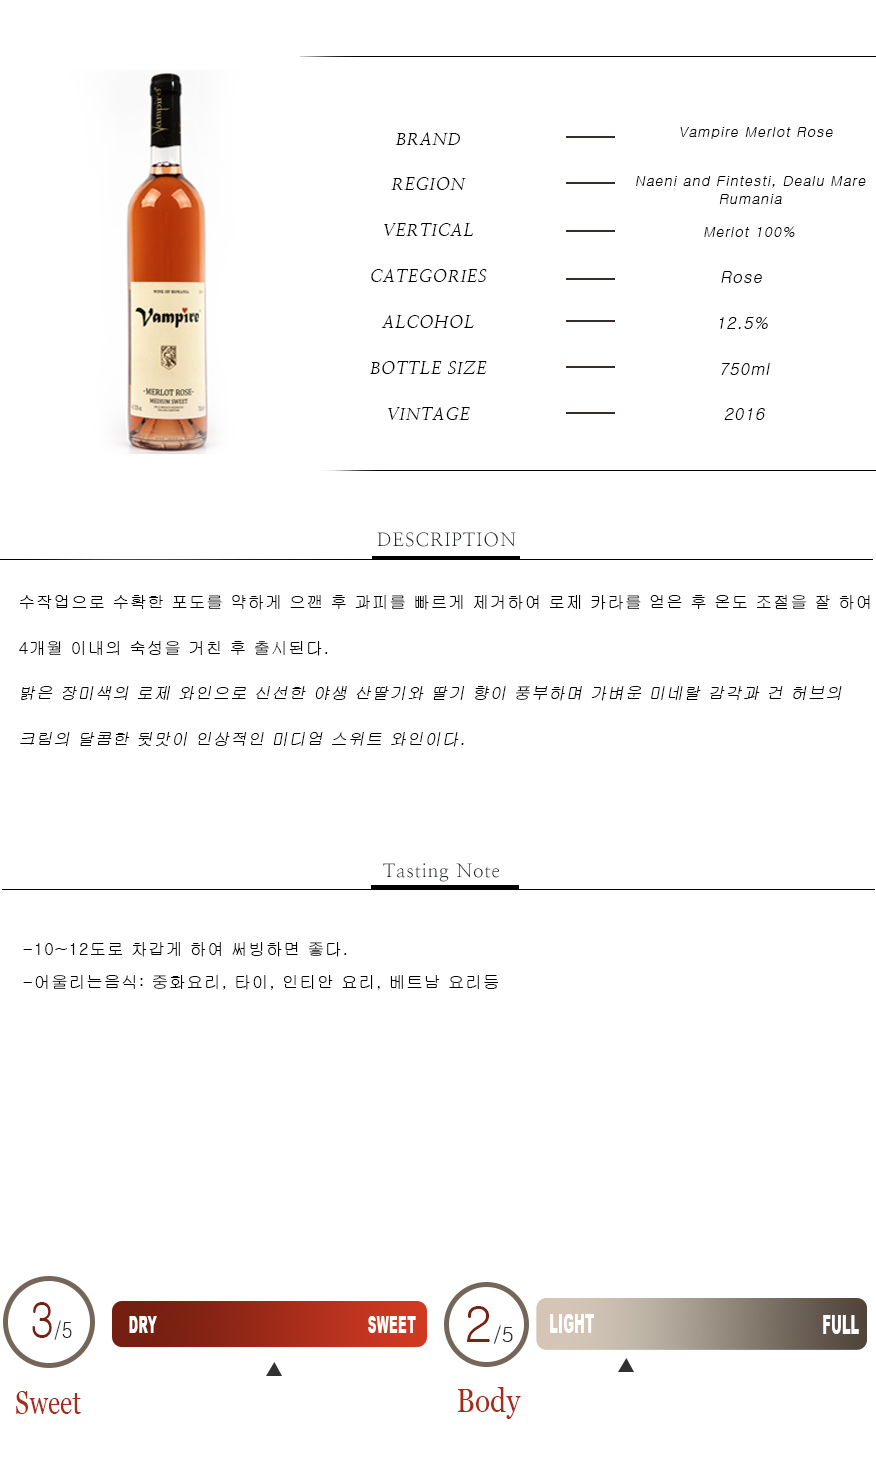 Vampire
WINE OF ROMANIA
Vampire
-MERLOT ROSE-
MEDIUM SWEET
BRAND — Vampire Merlot Rose
REGION — Naeni and Fintesti, Dealu Mare
Rumania
VERTICAL — Merlot 100%
CATEGORIES — Rose
ALCOHOL — 12.5%
BOTTLE SIZE — 750ml
VINTAGE — 2016
DESCRIPTION
수작업으로 수확한 포도를 약하게 으깬 후 과피를 빠르게 제거하여 로제 카라를 얻은 후 온도 조절을 잘 하여
4개월 이내의 숙성을 거친 후 출시된다.
밝은 장미색의 로제 와인으로 신선한 야생 산딸기와 딸기 향이 풍부하며 가벼운 미네랄 감각과 건 허브의
크림의 달콤한 뒷맛이 인상적인 미디엄 스위트 와인이다.
Tasting Note
-10~12도로 차갑게 하여 써빙하면 좋다.
-어울리는음식: 중화요리, 타이, 인티안 요리, 베트남 요리등
3/5 DRY SWEET
Sweet
2/5 LIGHT FULL
Body